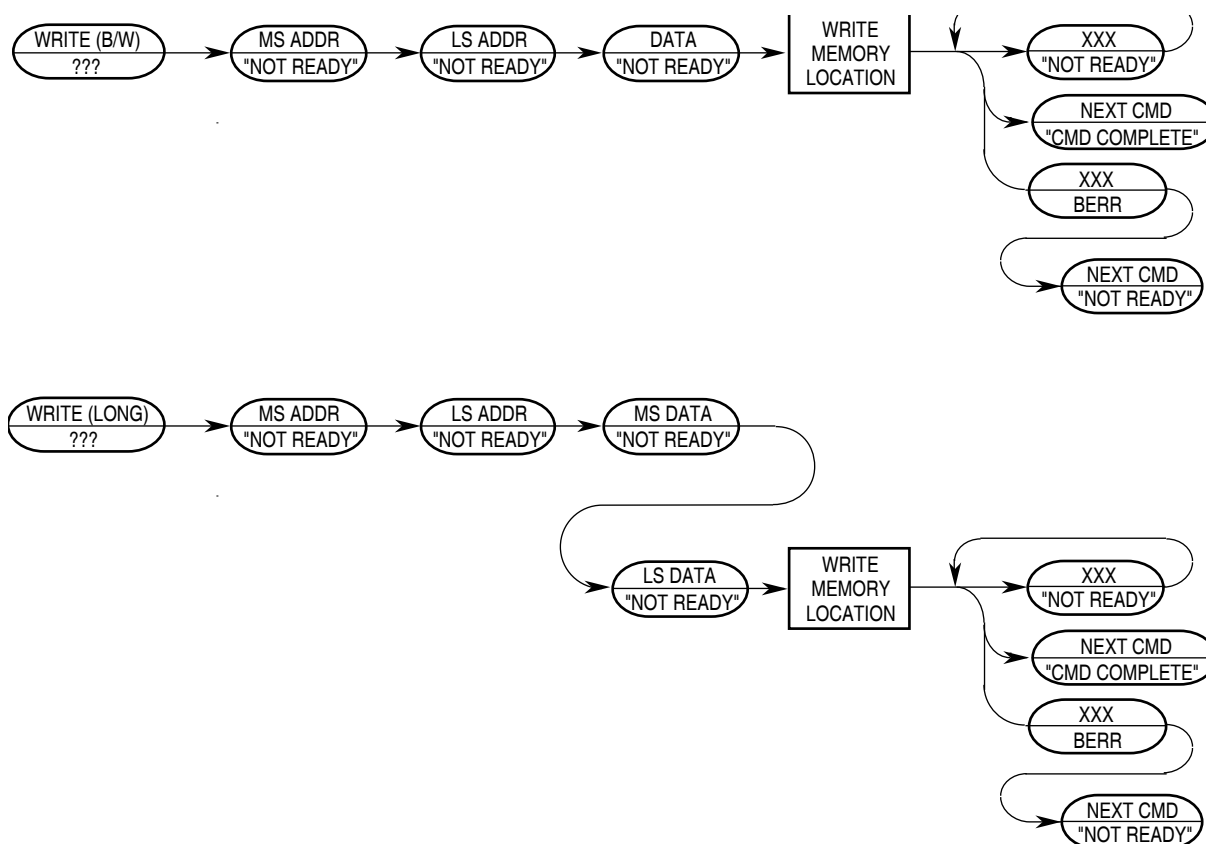 WRITE (B/W)
???
MS ADDR
"NOT READY"
LS ADDR
"NOT READY"
DATA
"NOT READY"
WRITE
MEMORY
LOCATION
XXX
"NOT READY"
NEXT CMD
"CMD COMPLETE"
XXX
BERR
NEXT CMD
"NOT READY"
WRITE (LONG)
???
MS ADDR
"NOT READY"
LS ADDR
"NOT READY"
MS DATA
"NOT READY"
LS DATA
"NOT READY"
WRITE
MEMORY
LOCATION
XXX
"NOT READY"
NEXT CMD
"CMD COMPLETE"
XXX
BERR
NEXT CMD
"NOT READY"